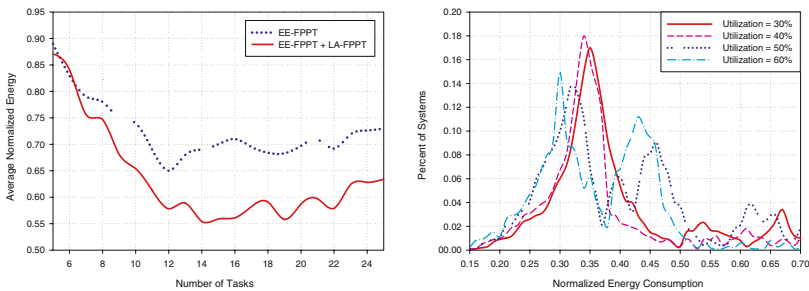 0.95
0.90
0.85
0.80
0.75
0.70
0.65
0.60
0.55
0.50
Average Normalized Energy
EE-FPPT
EE-FPPT + LA-FPPT
6 8 10 12 14 16 18 20 22 24
Number of Tasks
0.20
0.18
0.16
0.14
0.12
0.10
0.08
0.06
0.04
0.02
00.00
Percent of Systems
Utilization = 30%
Utilization = 40%
Utilization = 50%
Utilization = 60%
0.15 0.20 0.25 0.30 0.35 0.40 0.45 0.50 0.55 0.60 0.65 0.70
Normalized Energy Consumption